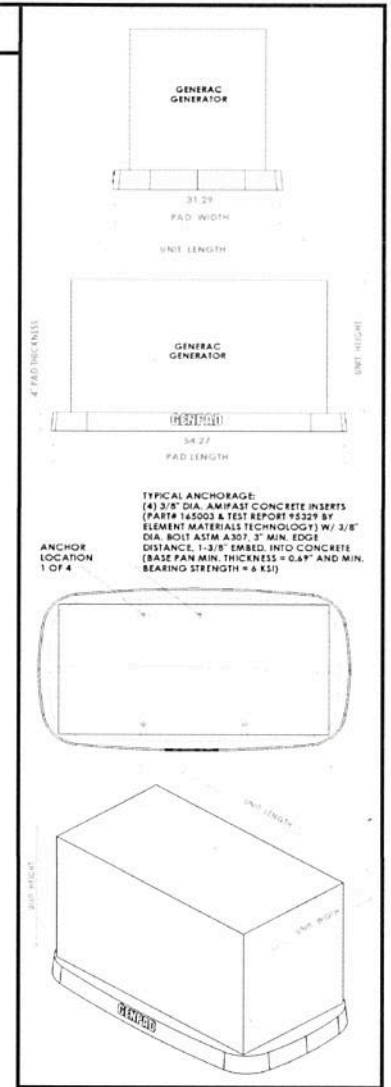 GENERAC
GENERATOR
31.29
PAD WIDTH
UNIT LENGTH
4" PAD THICKNESS
GENERAC
GENERATOR
UNIT HEIGHT
GENPAD
54.27
PAD LENGTH
TYPICAL ANCHORAGE:
(4) 3/8" DIA. AMIFAST CONCRETE INSERTS
(PART# 165003 & TEST REPORT 95329 BY
ELEMENT MATERIALS TECHNOLOGY) W/ 3/8"
DIA. BOLT ASTM A307, 3" MIN. EDGE
DISTANCE, 1-3/8" EMBED. INTO CONCRETE
(BASE PAN MIN. THICKNESS = 0.69" AND MIN.
BEARING STRENGTH = 6 KSI)
ANCHOR
LOCATION
1 OF 4
UNIT LENGTH
UNIT HEIGHT
UNIT WIDTH
GENPAD